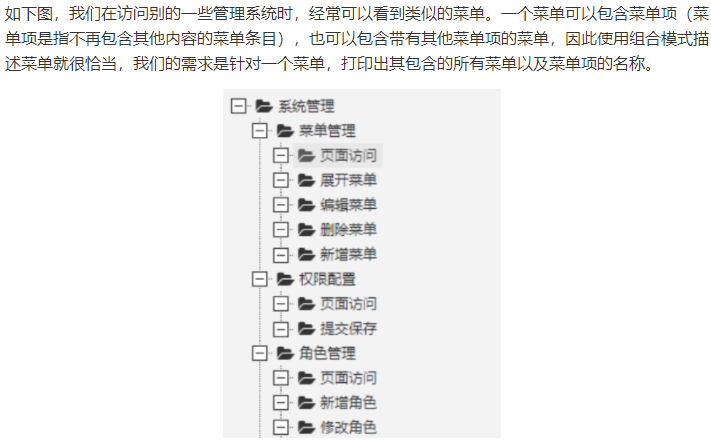 如下图，我们在访问别的一些管理系统时，经常可以看到类似的菜单。一个菜单可以包含菜单项（菜
单项是指不再包含其他内容的菜单条目），也可以包含带有其他菜单项的菜单，因此使用组合模式描
述菜单就很恰当，我们的需求是针对一个菜单，打印出其包含的所有菜单以及菜单项的名称。
系统管理
菜单管理
页面访问
展开菜单
编辑菜单
删除菜单
新增菜单
权限配置
页面访问
提交保存
角色管理
页面访问
新增角色
修改角色